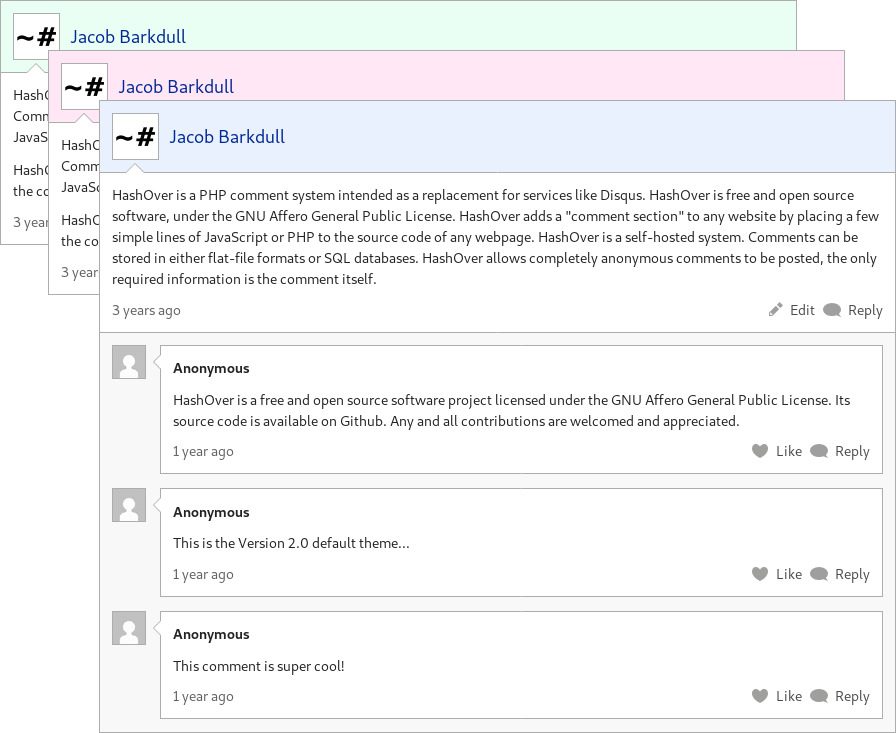 ~# Jacob Barkdull
HashO
Comm
JavaS
HashO
the co
3 year
~# Jacob Barkdull
HashO
Comm
JavaSc
HashO
the co
3 year
~# Jacob Barkdull
HashOver is a PHP comment system intended as a replacement for services like Disqus. HashOver is free and open source
software, under the GNU Affero General Public License. HashOver adds a "comment section" to any website by placing a few
simple lines of JavaScript or PHP to the source code of any webpage. HashOver is a self-hosted system. Comments can be
stored in either flat-file formats or SQL databases. HashOver allows completely anonymous comments to be posted, the only
required information is the comment itself.
3 years ago Edit Reply
Anonymous
HashOver is a free and open source software project licensed under the GNU Affero General Public License. Its
source code is available on Github. Any and all contributions are welcomed and appreciated.
1 year ago Like Reply
Anonymous
This is the Version 2.0 default theme...
1 year ago Like Reply
Anonymous
This comment is super cool!
1 year ago Like Reply